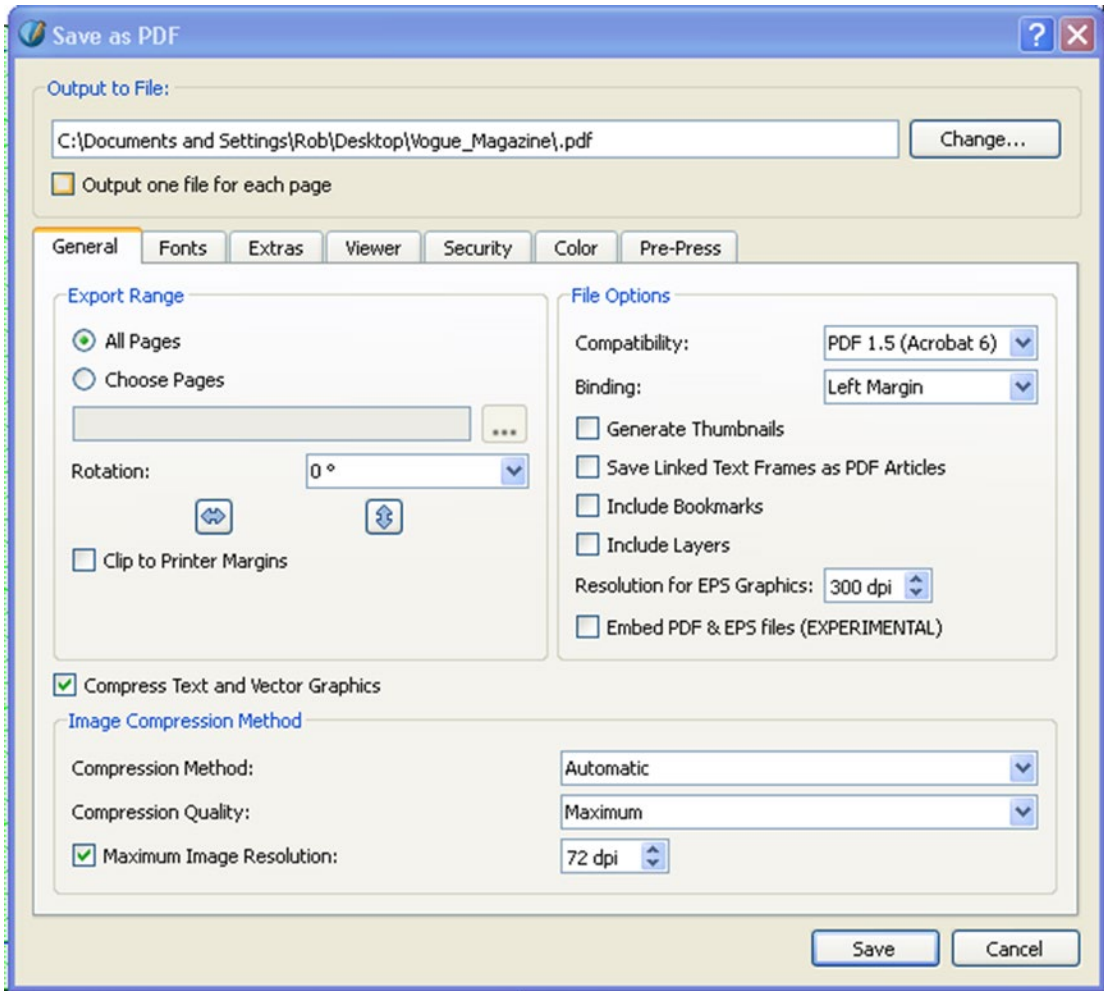 Save as PDF
Output to File:
C:\Documents and Settings\Rob\Desktop\Vogue_Magazine\.pdf
Change...
Output one file for each page
General Fonts Extras Viewer Security Color Pre-Press
Export Range
All Pages
Choose Pages
...
Rotation: 0 °
Clip to Printer Margins
File Options
Compatibility: PDF 1.5 (Acrobat 6)
Binding: Left Margin
Generate Thumbnails
Save Linked Text Frames as PDF Articles
Include Bookmarks
Include Layers
Resolution for EPS Graphics: 300 dpi
Embed PDF & EPS files (EXPERIMENTAL)
Compress Text and Vector Graphics
Image Compression Method
Compression Method: Automatic
Compression Quality: Maximum
Maximum Image Resolution: 72 dpi
Save Cancel